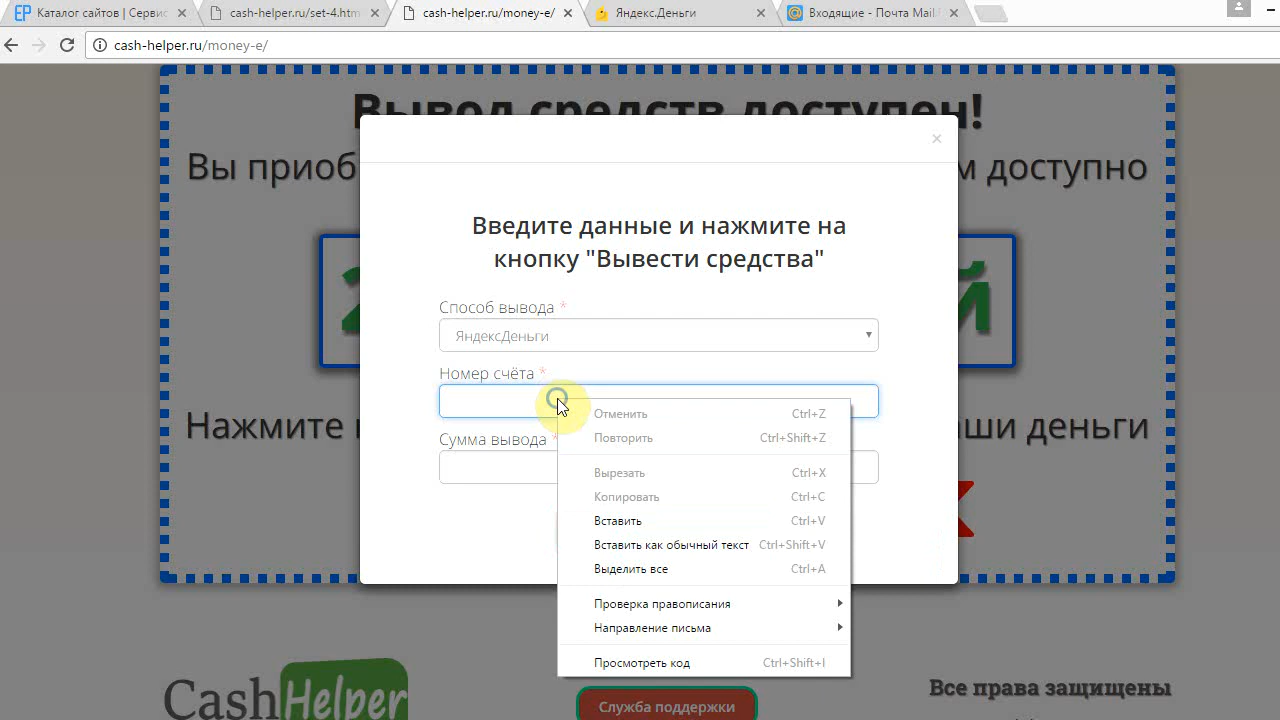 Каталог сайтов | Сервис
cash-helper.ru/set-4.htm
cash-helper.ru/money-e/
Яндекс.Деньги
Входящие - Почта Mail.
cash-helper.ru/money-e/
Вывод средств доступен!
Вы приоб
м доступно
й
Введите данные и нажмите на
кнопку "Вывести средства"
Способ вывода *
ЯндексДеньги
Номер счёта *
Сумма вывода *
Нажмите
аши деньги
Отменить Ctrl+Z
Повторить Ctrl+Shift+Z
Вырезать Ctrl+X
Копировать Ctrl+C
Вставить Ctrl+V
Вставить как обычный текст Ctrl+Shift+V
Выделить все Ctrl+A
Проверка правописания
Направление письма
Просмотреть код Ctrl+Shift+I
CashHelper
Служба поддержки
Все права защищены